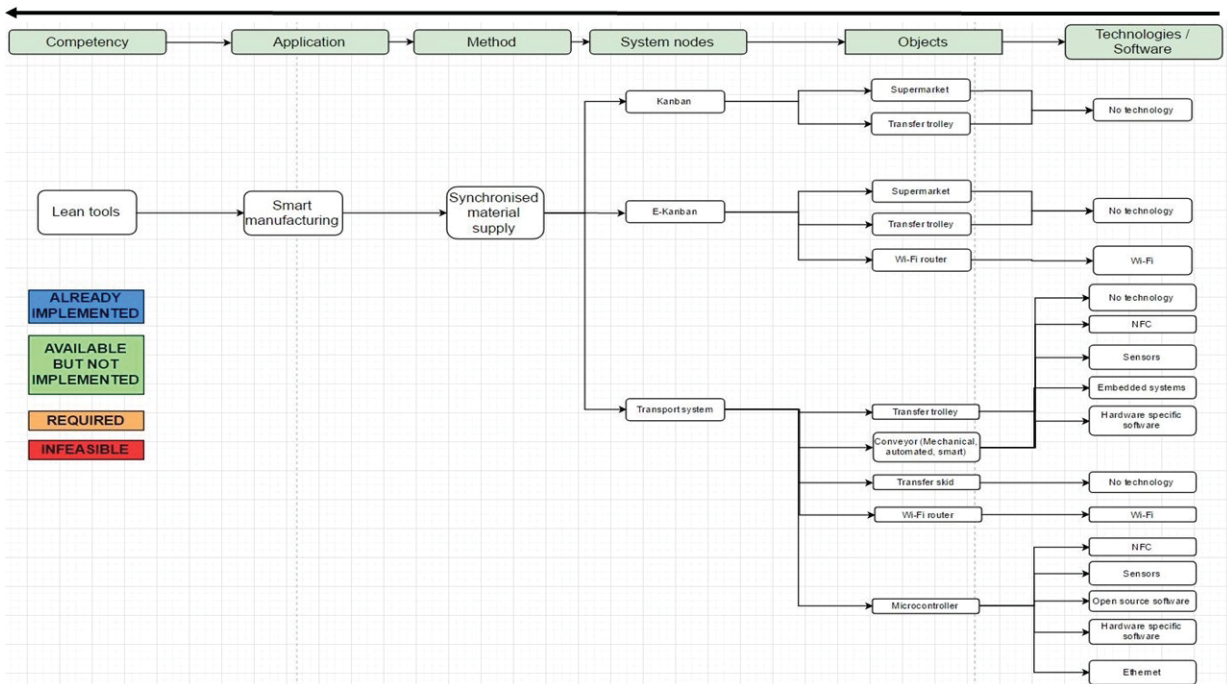 Competency
Application
Method
System nodes
Objects
Technologies /
Software
Kanban
Supermarket
Transfer trolley
No technology
Lean tools
Smart
manufacturing
Synchronised
material
supply
E-Kanban
Supermarket
Transfer trolley
Wi-Fi router
No technology
Wi-Fi
ALREADY
IMPLEMENTED
AVAILABLE
BUT NOT
IMPLEMENTED
REQUIRED
INFEASIBLE
Transport system
Transfer trolley
Conveyor (Mechanical,
automated, smart)
Transfer skid
Wi-Fi router
Microcontroller
No technology
NFC
Sensors
Embedded systems
Hardware specific
software
No technology
Wi-Fi
NFC
Sensors
Open source software
Hardware specific
software
Ethernet